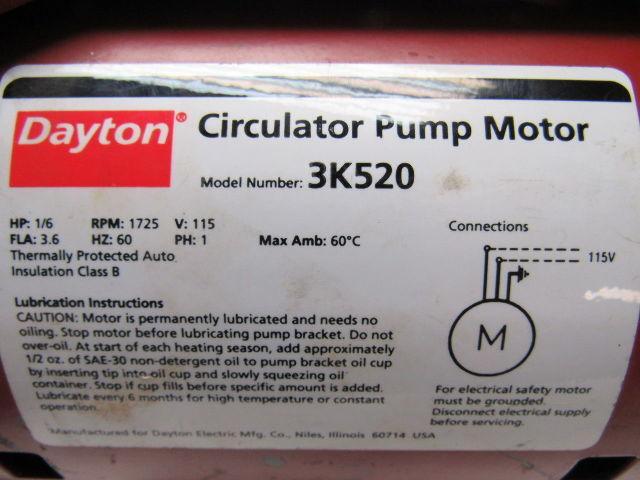 Dayton® Circulator Pump Motor
Model Number: 3K520
HP: 1/6 RPM: 1725 V: 115
FLA: 3.6 HZ: 60 PH: 1 Max Amb: 60°C
Thermally Protected Auto
Insulation Class B
Connections
115V
M
Lubrication Instructions
CAUTION: Motor is permanently lubricated and needs no
oiling. Stop motor before lubricating pump bracket. Do not
over-oil. At start of each heating season, add approximately
1/2 oz. of SAE-30 non-detergent oil to pump bracket oil cup
by inserting tip into oil cup and slowly squeezing oil
container. Stop if cup fills before specific amount is added.
Lubricate every 6 months for high temperature or constant
operation.
For electrical safety motor
must be grounded.
Disconnect electrical supply
before servicing.
Manufactured for Dayton Electric Mfg. Co., Niles, Illinois 60714 USA